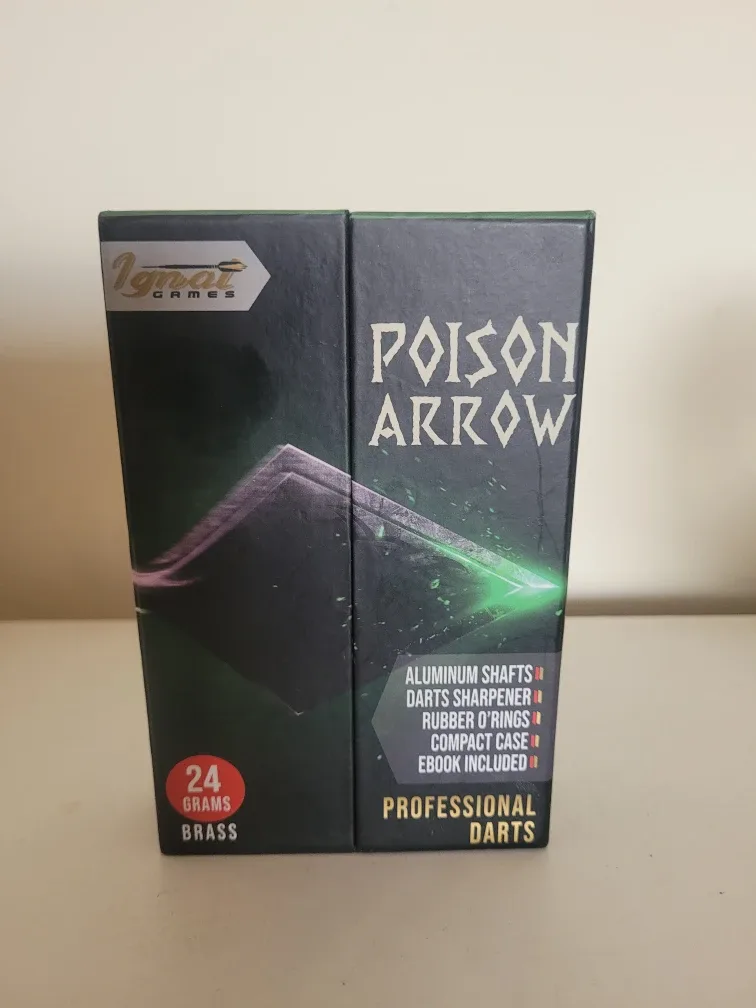 Ignat
GAMES
POISON
ARROW
ALUMINUM SHAFTS
DARTS SHARPENER
RUBBER O'RINGS
COMPACT CASE
EBOOK INCLUDED
24
GRAMS
BRASS
PROFESSIONAL
DARTS